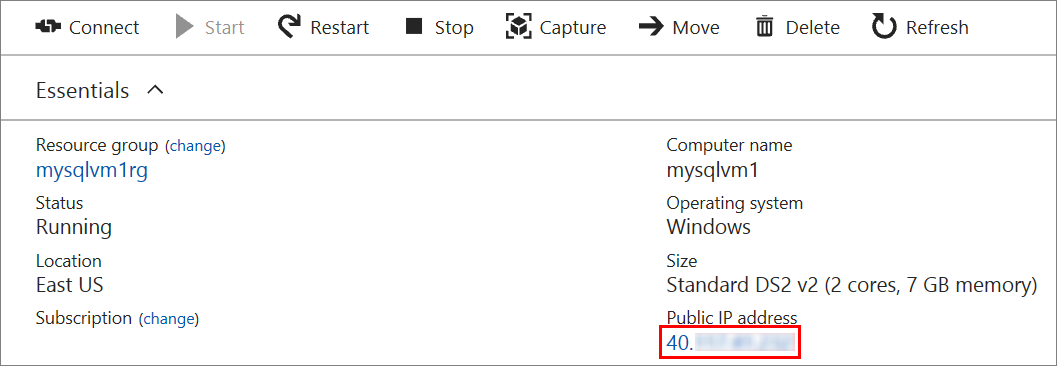 Connect Start Restart Stop Capture Move Delete Refresh
Essentials
Resource group (change)
mysqlvm1rg
Status
Running
Location
East US
Subscription (change)
Computer name
mysqlvm1
Operating system
Windows
Size
Standard DS2 v2 (2 cores, 7 GB memory)
Public IP address
40.